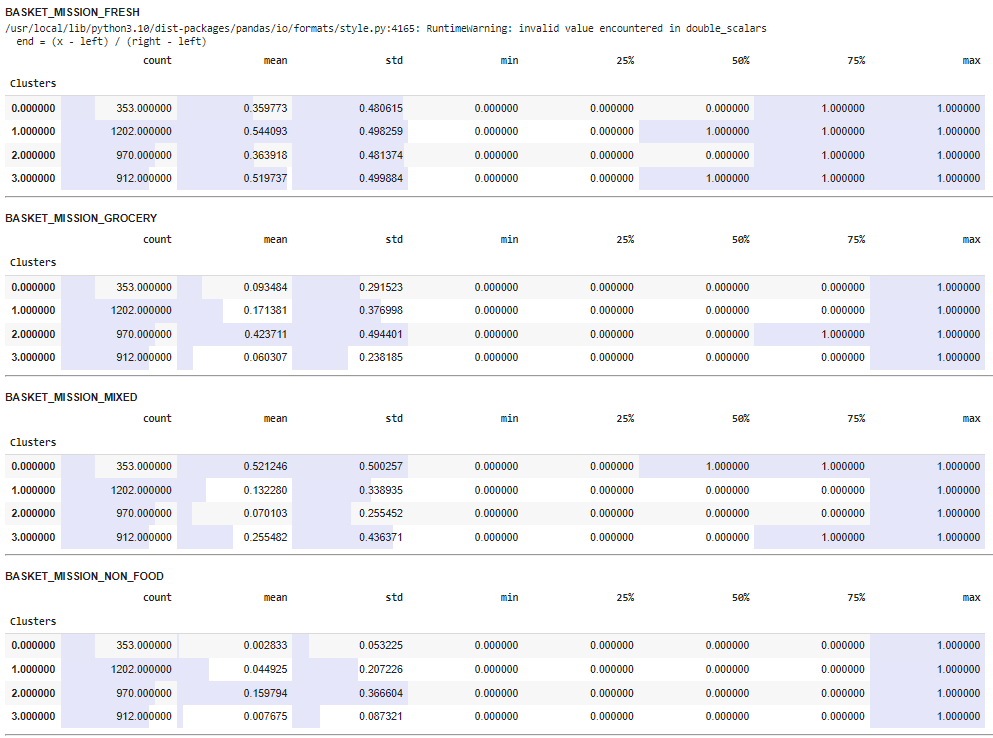 BASKET_MISSION_FRESH
/usr/local/lib/python3.10/dist-packages/pandas/io/formats/style.py:4165: RuntimeWarning: invalid value encountered in double_scalars
  end = (x - left) / (right - left)
count mean std min 25% 50% 75% max
Clusters
0.000000 353.000000 0.359773 0.480615 0.000000 0.000000 0.000000 1.000000 1.000000
1.000000 1202.000000 0.544093 0.498259 0.000000 0.000000 1.000000 1.000000 1.000000
2.000000 970.000000 0.363918 0.481374 0.000000 0.000000 0.000000 1.000000 1.000000
3.000000 912.000000 0.519737 0.499884 0.000000 0.000000 1.000000 1.000000 1.000000
BASKET_MISSION_GROCERY
count mean std min 25% 50% 75% max
Clusters
0.000000 353.000000 0.093484 0.291523 0.000000 0.000000 0.000000 0.000000 1.000000
1.000000 1202.000000 0.171381 0.376998 0.000000 0.000000 0.000000 0.000000 1.000000
2.000000 970.000000 0.423711 0.494401 0.000000 0.000000 0.000000 1.000000 1.000000
3.000000 912.000000 0.060307 0.238185 0.000000 0.000000 0.000000 0.000000 1.000000
BASKET_MISSION_MIXED
count mean std min 25% 50% 75% max
Clusters
0.000000 353.000000 0.521246 0.500257 0.000000 0.000000 1.000000 1.000000 1.000000
1.000000 1202.000000 0.132280 0.338935 0.000000 0.000000 0.000000 0.000000 1.000000
2.000000 970.000000 0.070103 0.255452 0.000000 0.000000 0.000000 0.000000 1.000000
3.000000 912.000000 0.255482 0.436371 0.000000 0.000000 0.000000 1.000000 1.000000
BASKET_MISSION_NON_FOOD
count mean std min 25% 50% 75% max
Clusters
0.000000 353.000000 0.002833 0.053225 0.000000 0.000000 0.000000 0.000000 1.000000
1.000000 1202.000000 0.044925 0.207226 0.000000 0.000000 0.000000 0.000000 1.000000
2.000000 970.000000 0.159794 0.366604 0.000000 0.000000 0.000000 0.000000 1.000000
3.000000 912.000000 0.007675 0.087321 0.000000 0.000000 0.000000 0.000000 1.000000